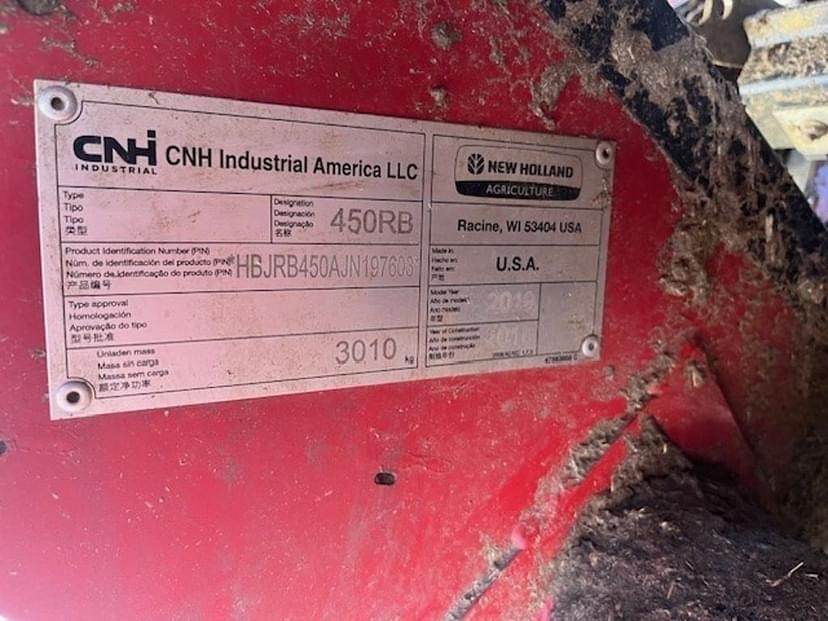 CNH
INDUSTRIAL
CNH Industrial America LLC
Type
Tipo
Tipo
类型
Designation
Designación
Designação
名称
450RB
Product Identification Number (PIN)
Núm. de identificación del producto (PIN)
Número de identificação do produto (PIN)
产品编号
*HBJRB450AJN197603*
Type approval
Homologación
Aprovação do tipo
型号批准
Unladen mass
Masa sin carga
Massa sem carga
额定净功率
3010 kg
NEW HOLLAND
AGRICULTURE
Racine, WI 53404 USA
Made in:
Hecho en:
Feito em:
产地
U.S.A.
Model Year
Año de modelo
Ano modelo
年型
Year of Construction
Año de construcción
Ano de construção
制造年份